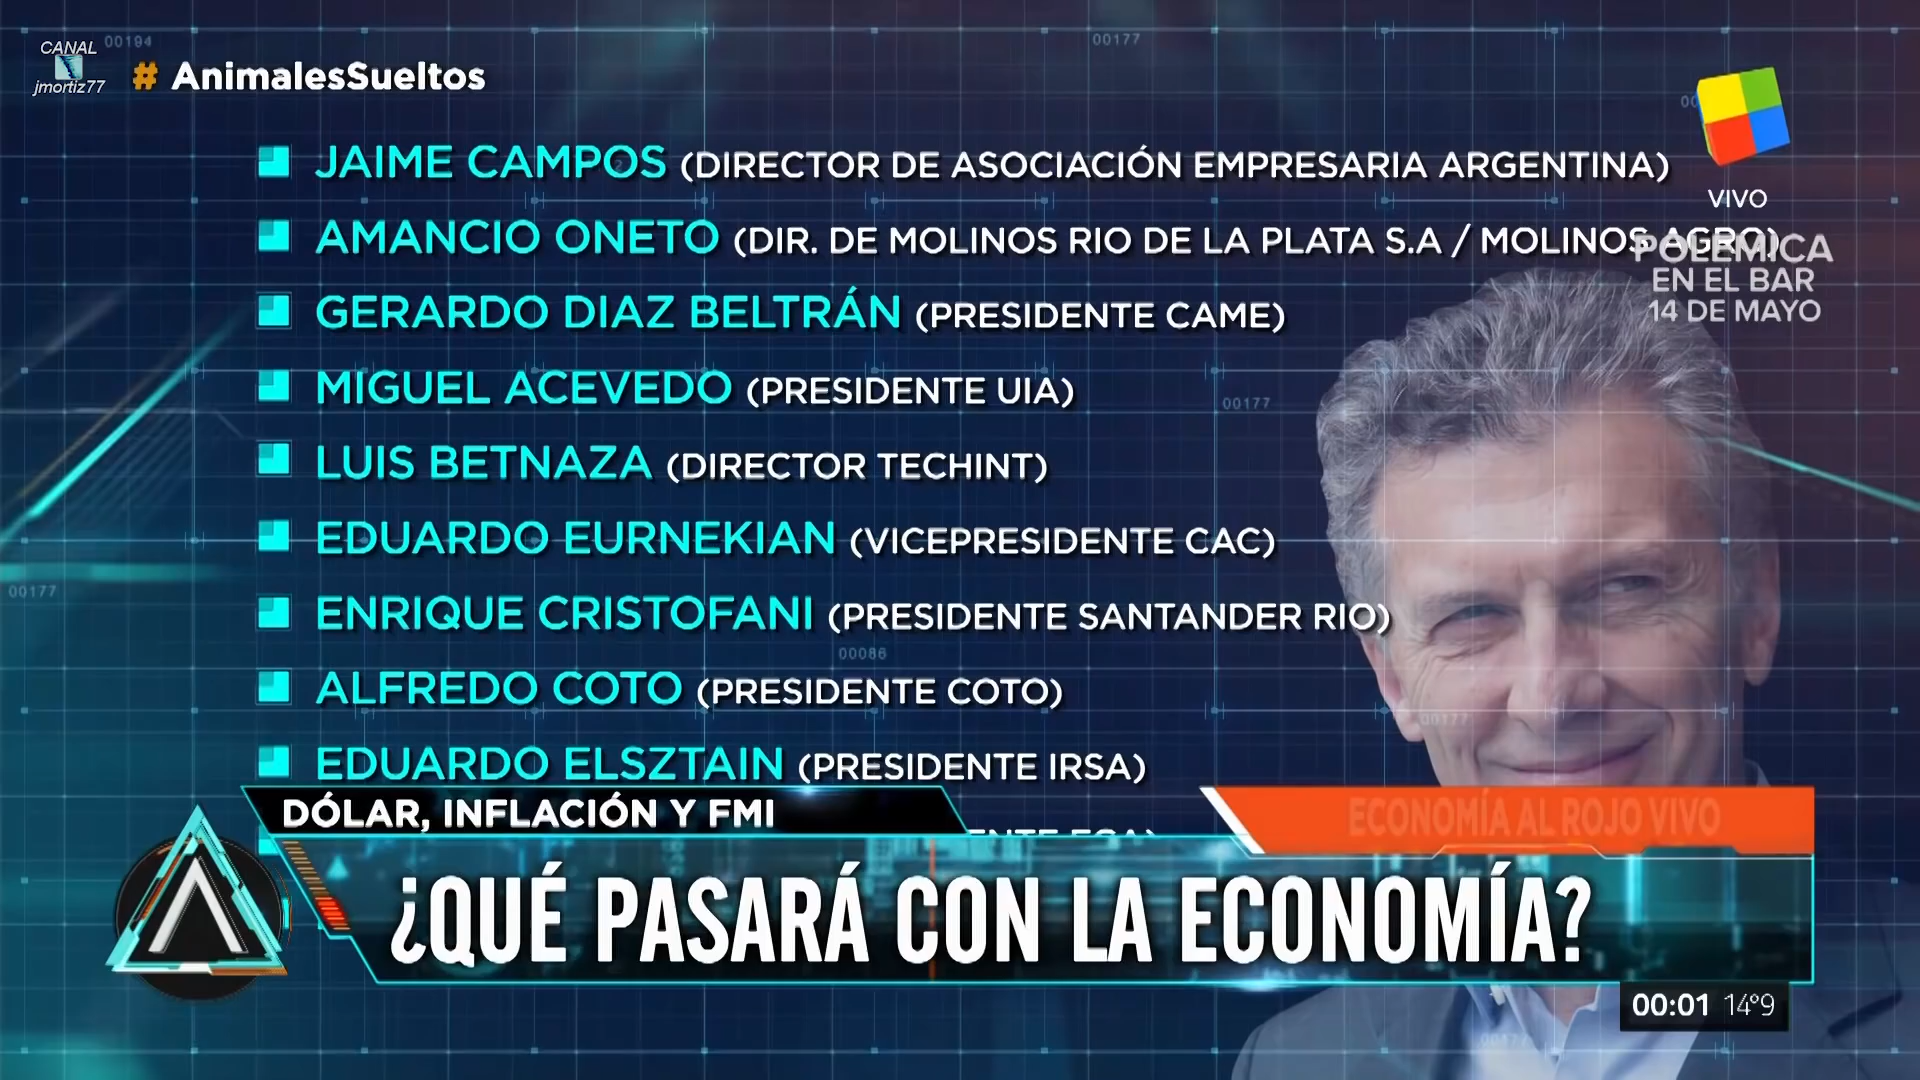 00194
00177
CANAL
jmortiz77
# AnimalesSueltos
JAIME CAMPOS (DIRECTOR DE ASOCIACIÓN EMPRESARIA ARGENTINA)
VIVO
AMANCIO ONETO (DIR. DE MOLINOS RIO DE LA PLATA S.A / MOLINOS AGRO)
POLÉMICA
EN EL BAR
14 DE MAYO
GERARDO DIAZ BELTRÁN (PRESIDENTE CAME)
MIGUEL ACEVEDO (PRESIDENTE UIA)
00177
LUIS BETNAZA (DIRECTOR TECHINT)
EDUARDO EURNEKIAN (VICEPRESIDENTE CAC)
00177
ENRIQUE CRISTOFANI (PRESIDENTE SANTANDER RIO)
00086
ALFREDO COTO (PRESIDENTE COTO)
00177
EDUARDO ELSZTAIN (PRESIDENTE IRSA)
DÓLAR, INFLACIÓN Y FMI
ECONOMÍA AL ROJO VIVO
¿QUÉ PASARÁ CON LA ECONOMÍA?
00:01 14º9